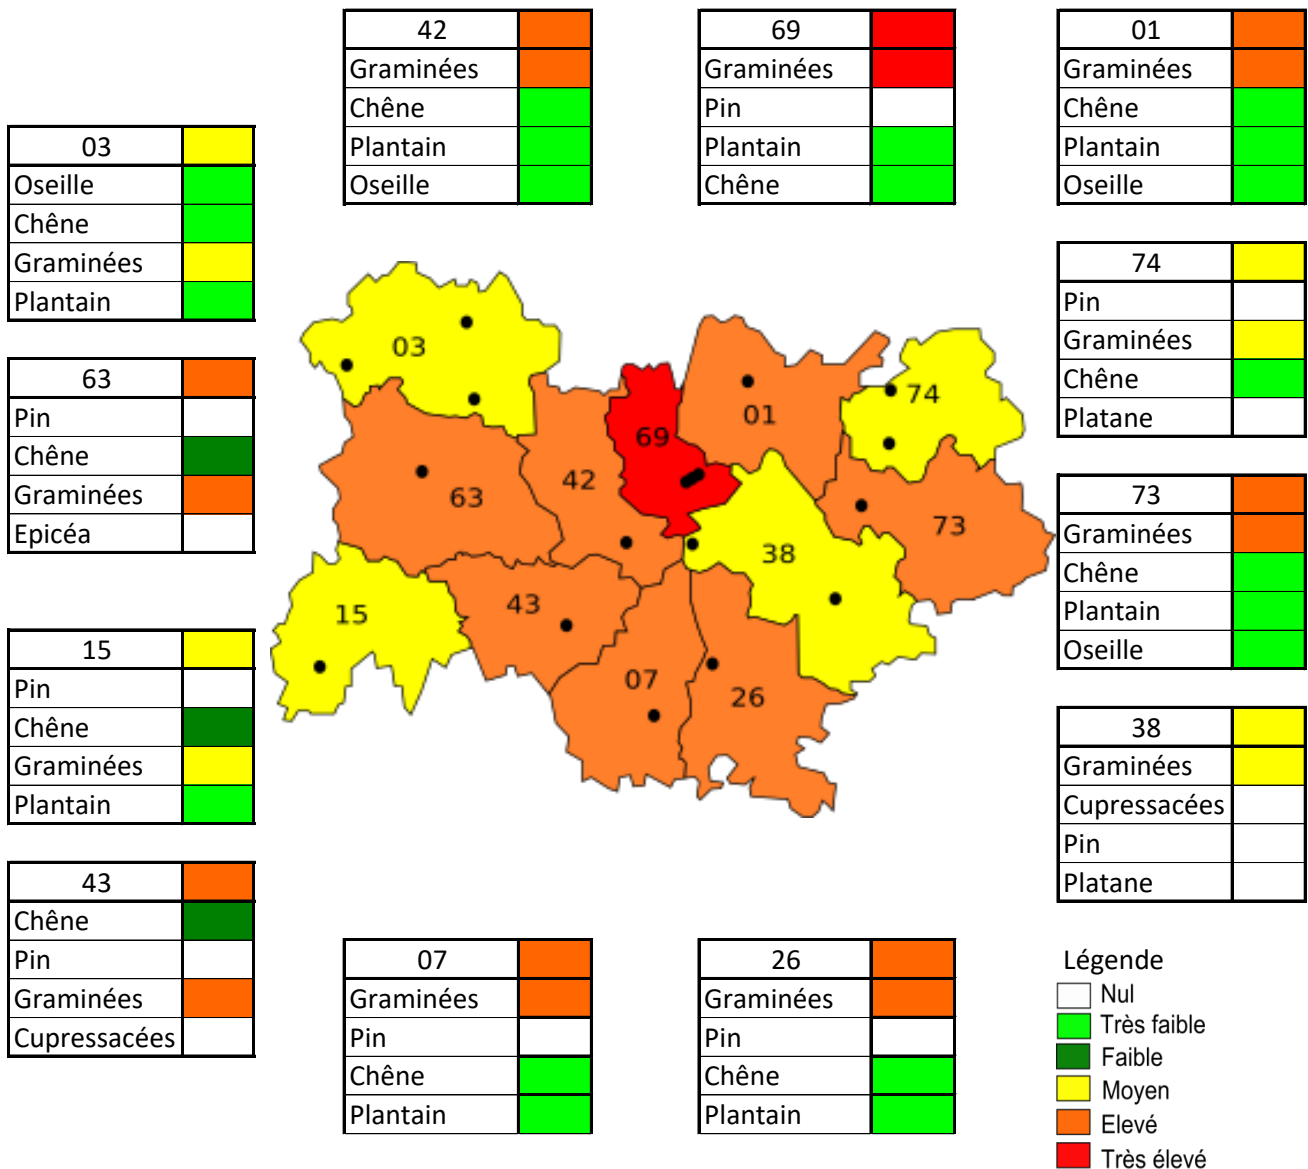 42
Graminées
Chêne
Plantain
Oseille
69
Graminées
Pin
Plantain
Chêne
01
Graminées
Chêne
Plantain
Oseille
03
Oseille
Chêne
Graminées
Plantain
74
Pin
Graminées
Chêne
Platane
63
Pin
Chêne
Graminées
Epicéa
03
69
01
74
42
63
73
38
43
15
07
26
73
Graminées
Chêne
Plantain
Oseille
15
Pin
Chêne
Graminées
Plantain
38
Graminées
Cupressacées
Pin
Platane
43
Chêne
Pin
Graminées
Cupressacées
07
Graminées
Pin
Chêne
Plantain
26
Graminées
Pin
Chêne
Plantain
Légende
Nul
Très faible
Faible
Moyen
Elevé
Très élevé